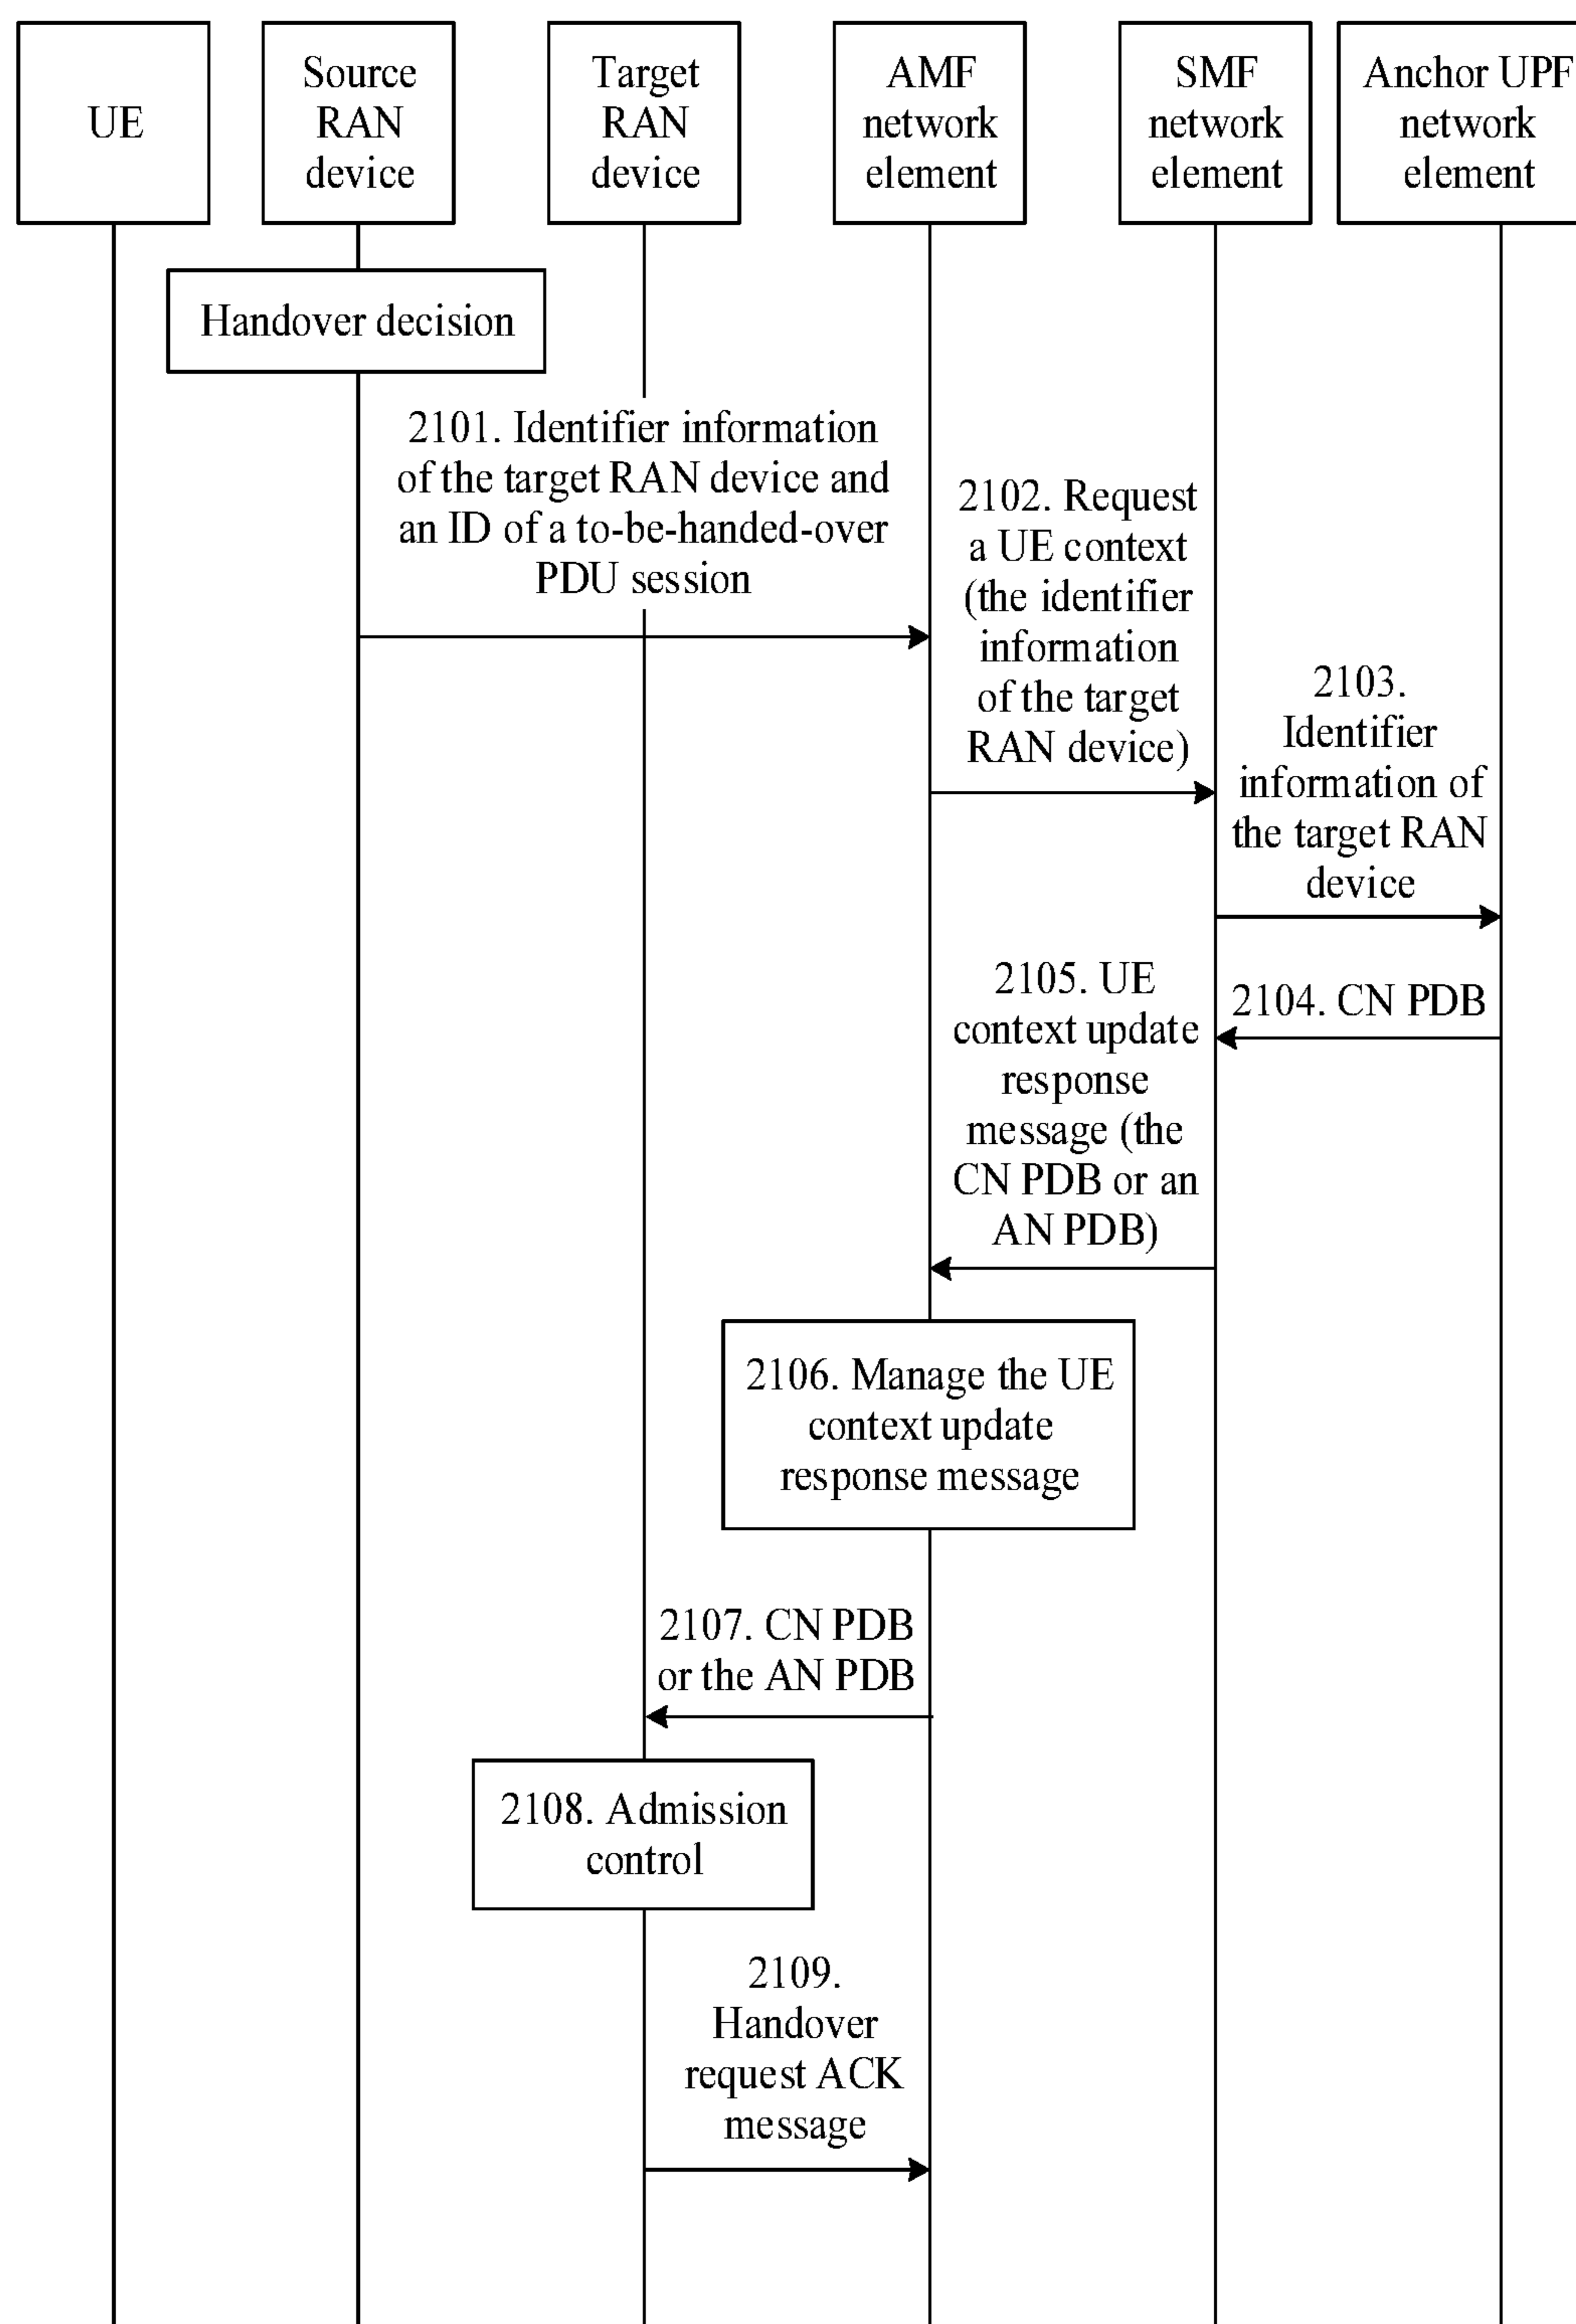 UE
Source
RAN
device
Target
RAN
device
AMF
network
element
SMF
network
element
Anchor UPF
network
element
Handover decision
2101. Identifier information
of the target RAN device and
an ID of a to-be-handed-over
PDU session
2102. Request
a UE context
(the identifier
information
of the target
RAN device)
2103.
Identifier
information of
the target RAN
device
2104. CN PDB
2105. UE
context update
response
message (the
CN PDB or an
AN PDB)
2106. Manage the UE
context update
response message
2107. CN PDB
or the AN PDB
2108. Admission
control
2109.
Handover
request ACK
message